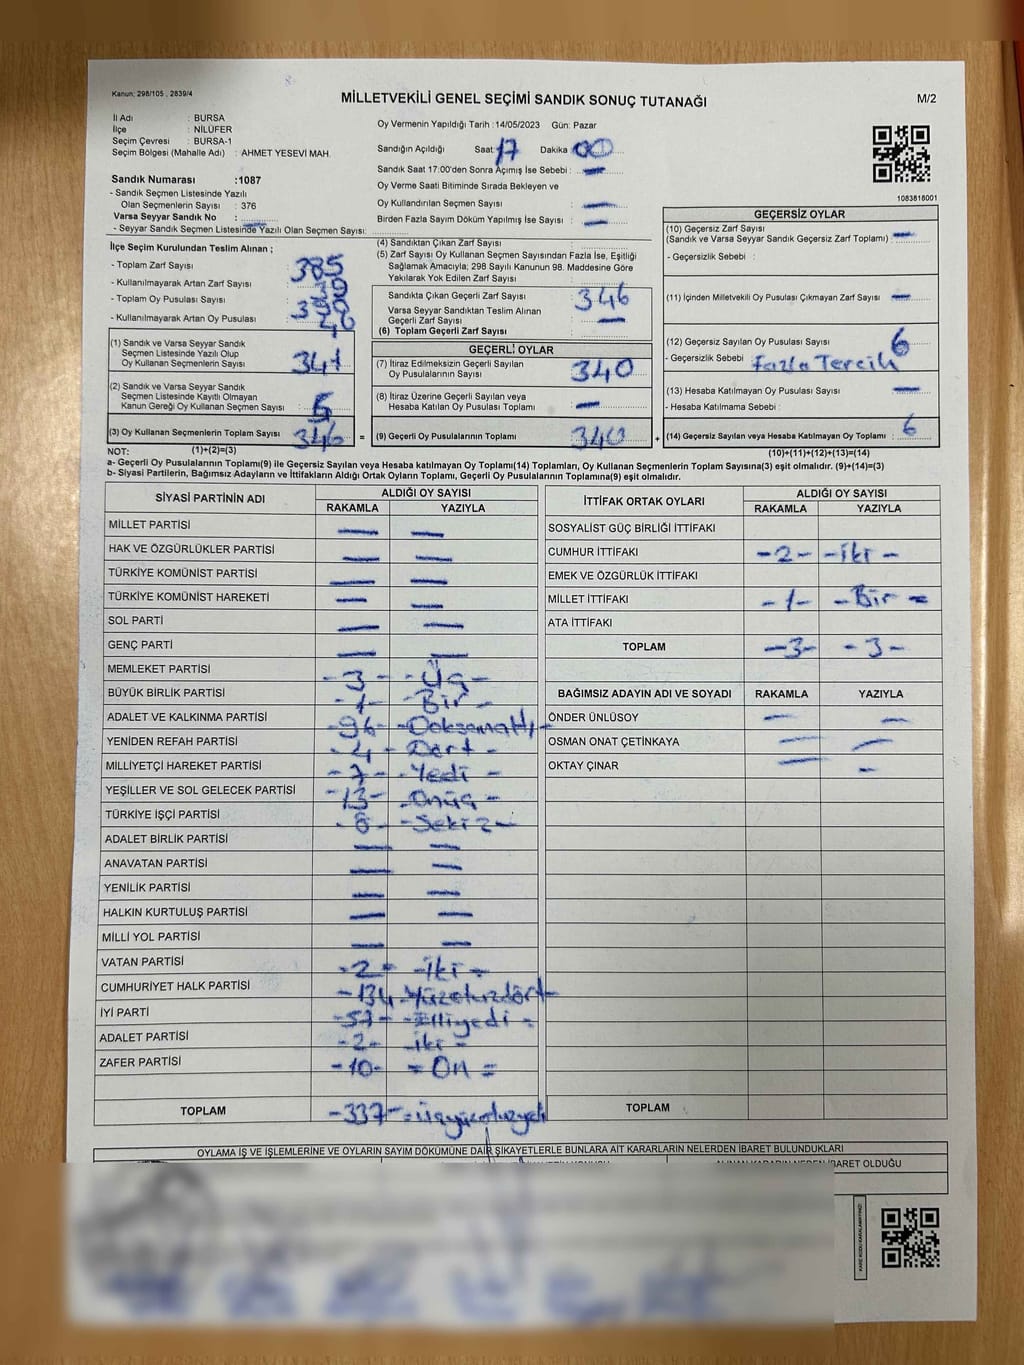 Kanun; 298/105 , 2839/4
MİLLETVEKİLİ GENEL SEÇİMİ SANDIK SONUÇ TUTANAĞI
M/2
İl Adı : BURSA
İlçe : NİLÜFER
Seçim Çevresi : BURSA-1
Seçim Bölgesi (Mahalle Adı) : AHMET YESEVİ MAH.
Sandık Numarası :1087
- Sandık Seçmen Listesinde Yazılı
Olan Seçmenlerin Sayısı : 376
Varsa Seyyar Sandık No :
- Seyyar Sandık Seçmen Listesinde Yazılı Olan Seçmen Sayısı:
Oy Vermenin Yapıldığı Tarih :14/05/2023 Gün: Pazar
Sandığın Açıldığı Saat 17 Dakika 00
Sandık Saat 17:00'den Sonra Açımış İse Sebebi : —
Oy Verme Saati Bitiminde Sırada Bekleyen ve
Oy Kullandırılan Seçmen Sayısı : —
Birden Fazla Sayım Döküm Yapılmış İse Sayısı : —
1083818001
İlçe Seçim Kurulundan Teslim Alınan ;
- Toplam Zarf Sayısı : 385
- Kullanılmayarak Artan Zarf Sayısı : 39
- Toplam Oy Pusulası Sayısı :
- Kullanılmayarak Artan Oy Pusulası :
(1) Sandık ve Varsa Seyyar Sandık
Seçmen Listesinde Yazılı Olup
Oy Kullanan Seçmenlerin Sayısı : 341
(2) Sandık ve Varsa Seyyar Sandık
Seçmen Listesinde Kayıtlı Olmayan
Kanun Gereği Oy Kullanan Seçmen Sayısı : 5
(3) Oy Kullanan Seçmenlerin Toplam Sayısı : 346
(4) Sandıktan Çıkan Zarf Sayısı :
(5) Zarf Sayısı Oy Kullanan Seçmen Sayısından Fazla İse, Eşitliği
Sağlamak Amacıyla; 298 Sayılı Kanunun 98. Maddesine Göre
Yakılarak Yok Edilen Zarf Sayısı :
Sandıkta Çıkan Geçerli Zarf Sayısı : 346
Varsa Seyyar Sandıktan Teslim Alınan
Geçerli Zarf Sayısı : —
(6) Toplam Geçerli Zarf Sayısı :
GEÇERLİ OYLAR
(7) İtiraz Edilmeksizin Geçerli Sayılan
Oy Pusulalarının Sayısı : 340
(8) İtiraz Üzerine Geçerli Sayılan veya
Hesaba Katılan Oy Pusulası Toplamı : —
= (9) Geçerli Oy Pusulalarının Toplamı : 340 +
GEÇERSİZ OYLAR
(10) Geçersiz Zarf Sayısı
(Sandık ve Varsa Seyyar Sandık Geçersiz Zarf Toplamı) : —
- Geçersizlik Sebebi :
(11) İçinden Milletvekili Oy Pusulası Çıkmayan Zarf Sayısı : —
(12) Geçersiz Sayılan Oy Pusulası Sayısı : 6
- Geçersizlik Sebebi : Fazla Tercih
(13) Hesaba Katılmayan Oy Pusulası Sayısı : —
- Hesaba Katılmama Sebebi :
(14) Geçersiz Sayılan veya Hesaba Katılmayan Oy Toplamı : 6
NOT: (1)+(2)=(3)
(10)+(11)+(12)+(13)=(14)
a- Geçerli Oy Pusulalarının Toplamı(9) ile Geçersiz Sayılan veya Hesaba katılmayan Oy Toplamı(14) Toplamları, Oy Kullanan Seçmenlerin Toplam Sayısına(3) eşit olmalıdır. (9)+(14)=(3)
b- Siyasi Partilerin, Bağımsız Adayların ve İttifakların Aldığı Ortak Oyların Toplamı, Geçerli Oy Pusulalarının Toplamına(9) eşit olmalıdır.
SİYASİ PARTİNİN ADI ALDIĞI OY SAYISI
RAKAMLA YAZIYLA
MİLLET PARTİSİ — —
HAK VE ÖZGÜRLÜKLER PARTİSİ — —
TÜRKİYE KOMÜNİST PARTİSİ — —
TÜRKİYE KOMÜNİST HAREKETİ — —
SOL PARTİ — —
GENÇ PARTİ — —
MEMLEKET PARTİSİ -3- -Üç-
BÜYÜK BİRLİK PARTİSİ -1- -Bir-
ADALET VE KALKINMA PARTİSİ -96- -Doksanaltı-
YENİDEN REFAH PARTİSİ -4- -Dört-
MİLLİYETÇİ HAREKET PARTİSİ -7- -Yedi-
YEŞİLLER VE SOL GELECEK PARTİSİ -13- -Onüç-
TÜRKİYE İŞÇİ PARTİSİ -8- -Sekiz-
ADALET BİRLİK PARTİSİ — —
ANAVATAN PARTİSİ — —
YENİLİK PARTİSİ — —
HALKIN KURTULUŞ PARTİSİ — —
MİLLİ YOL PARTİSİ — —
VATAN PARTİSİ -2- -İki-
CUMHURİYET HALK PARTİSİ -134- -Yüzotuzdört-
İYİ PARTİ -57- -Elliyedi-
ADALET PARTİSİ -2- -İki-
ZAFER PARTİSİ -10- =On=
TOPLAM -337- =Üçyüzotuzyedi
İTTİFAK ORTAK OYLARI ALDIĞI OY SAYISI
RAKAMLA YAZIYLA
SOSYALİST GÜÇ BİRLİĞİ İTTİFAKI
CUMHUR İTTİFAKI -2- -İki-
EMEK VE ÖZGÜRLÜK İTTİFAKI
MİLLET İTTİFAKI -1- -Bir-
ATA İTTİFAKI
TOPLAM -3- -3-
BAĞIMSIZ ADAYIN ADI VE SOYADI RAKAMLA YAZIYLA
ÖNDER ÜNLÜSOY — —
OSMAN ONAT ÇETİNKAYA — —
OKTAY ÇINAR — —
TOPLAM
OYLAMA İŞ VE İŞLEMLERİNE VE OYLARIN SAYIM DÖKÜMÜNE DAİR ŞİKAYETLERLE BUNLARA AİT KARARLARIN NELERDEN İBARET BULUNDUKLARI
ALINAN KARARIN NEDEN İBARET OLDUĞU